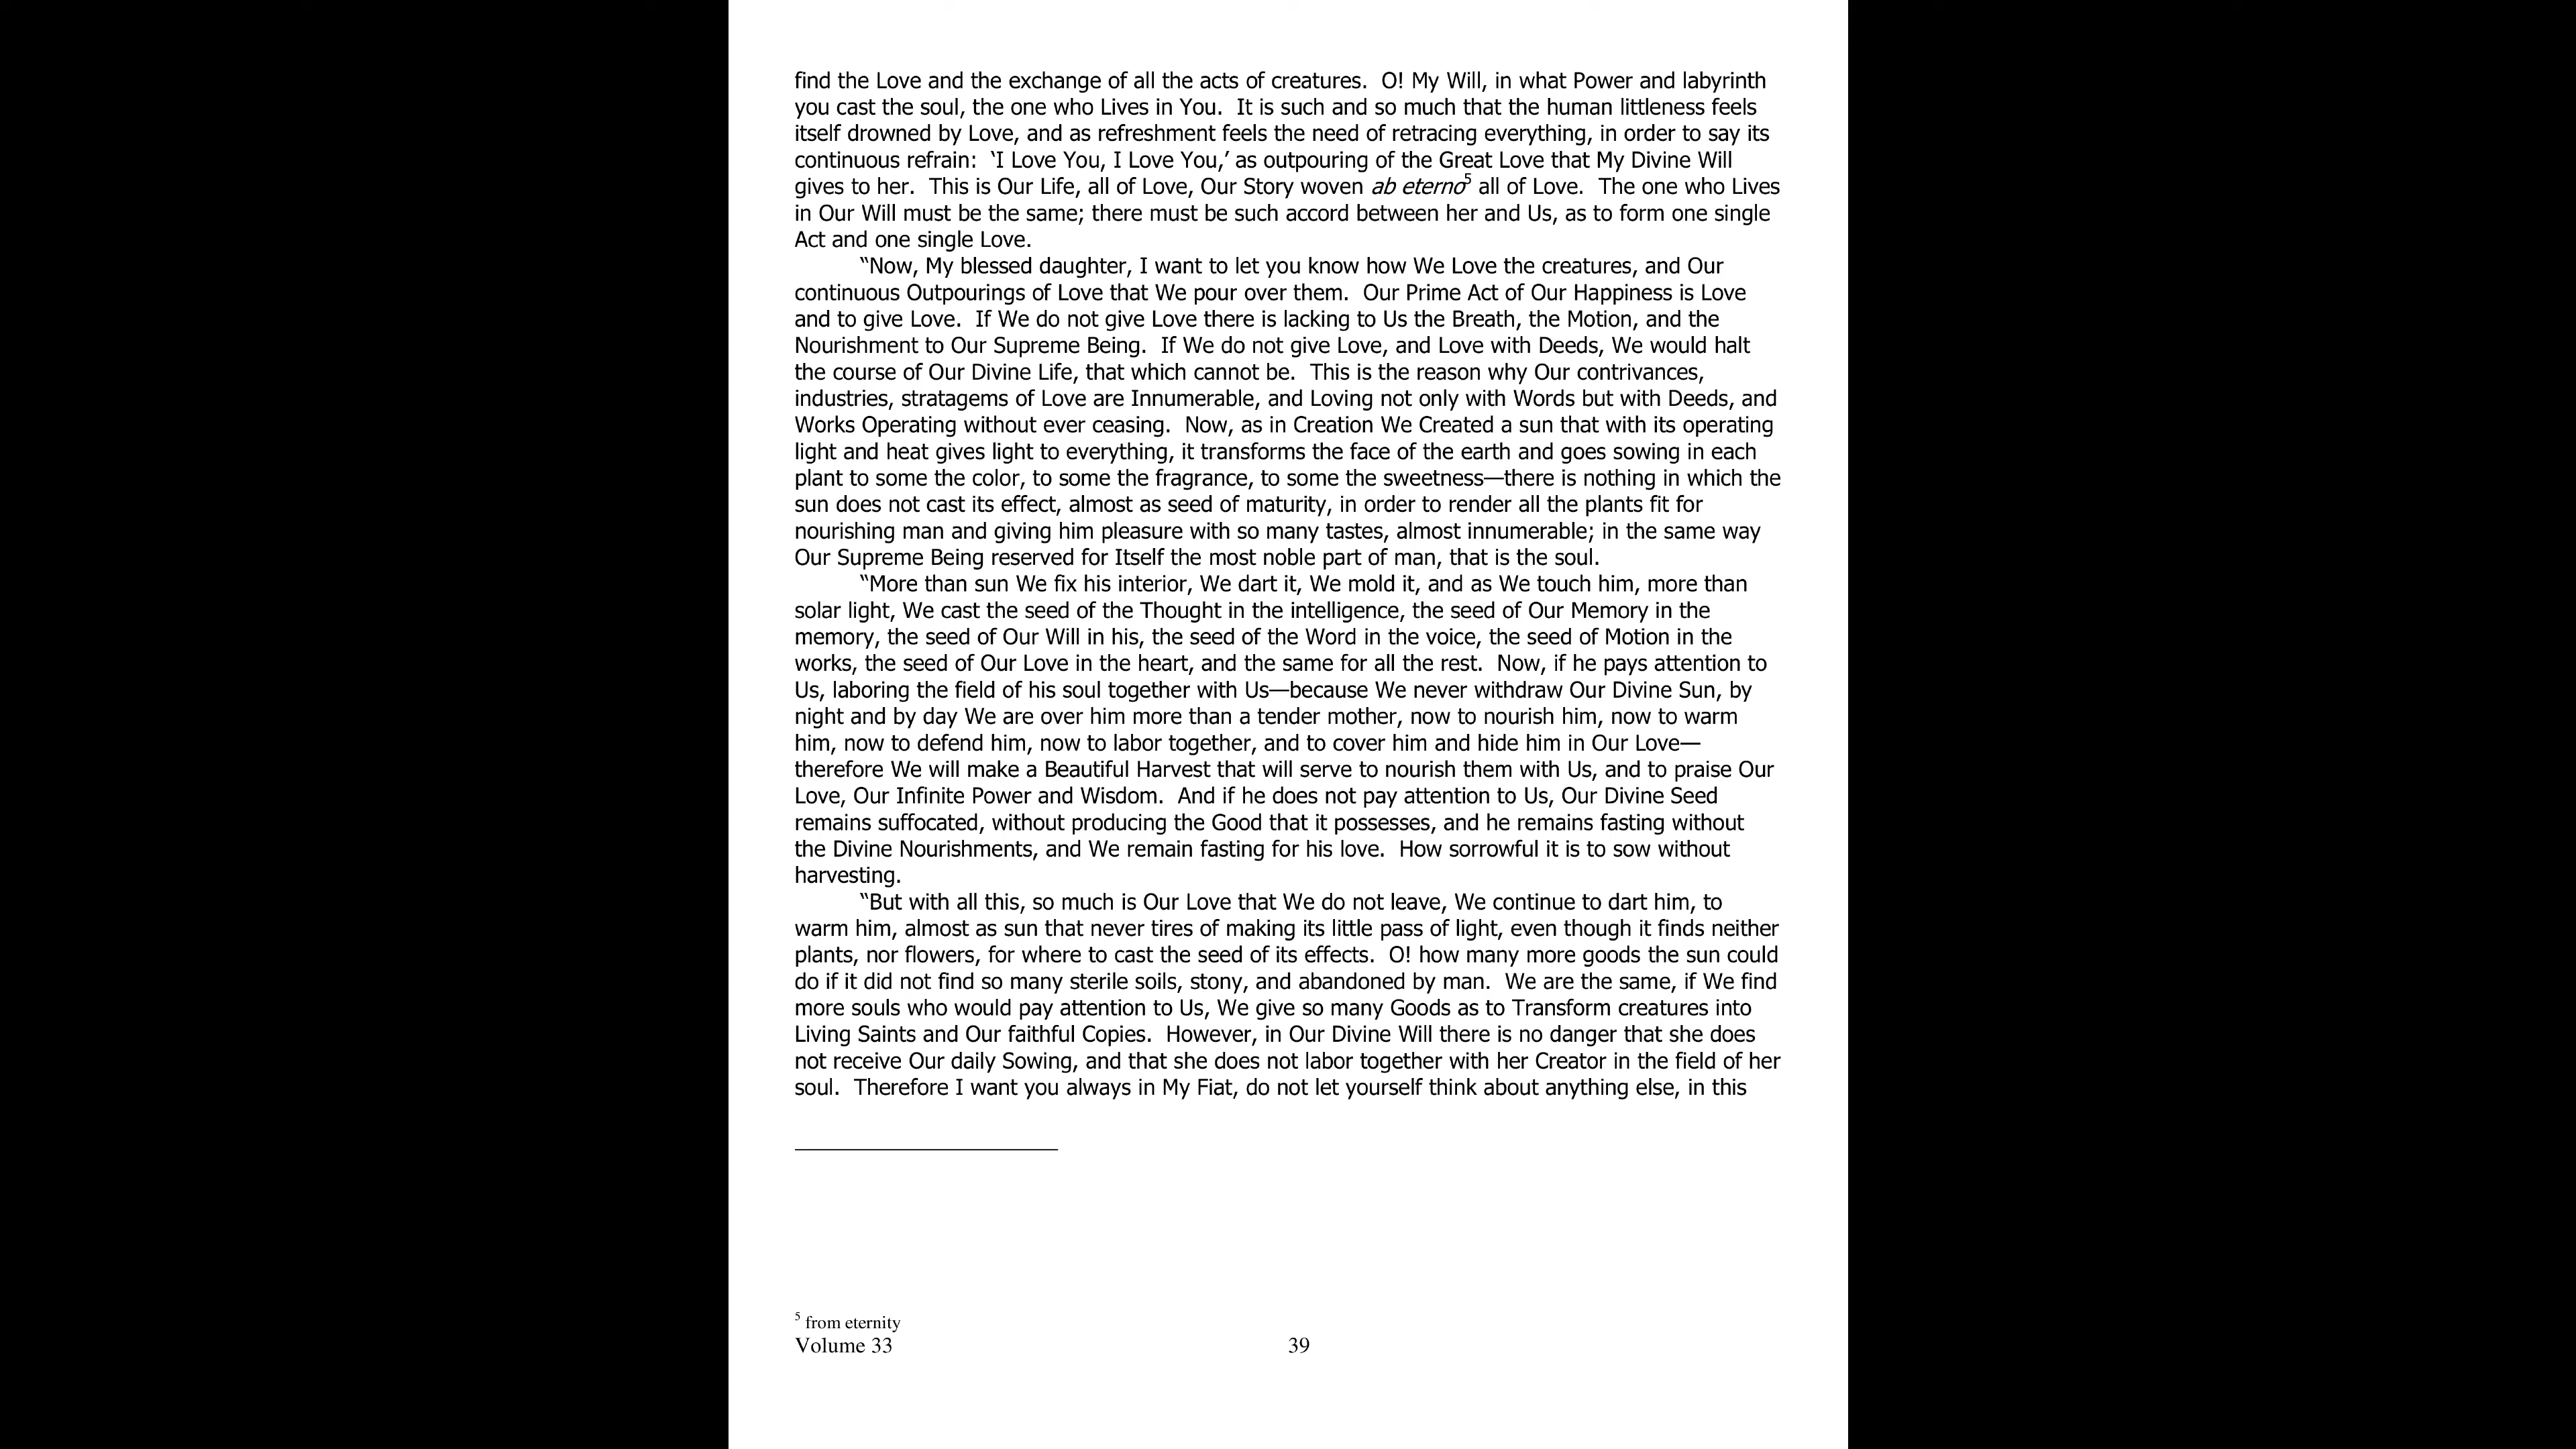 find the Love and the exchange of all the acts of creatures.  O! My Will, in what Power and labyrinth
you cast the soul, the one who Lives in You.  It is such and so much that the human littleness feels
itself drowned by Love, and as refreshment feels the need of retracing everything, in order to say its
continuous refrain:  ‘I Love You, I Love You,’ as outpouring of the Great Love that My Divine Will
gives to her.  This is Our Life, all of Love, Our Story woven ab eterno5 all of Love.  The one who Lives
in Our Will must be the same; there must be such accord between her and Us, as to form one single
Act and one single Love.
“Now, My blessed daughter, I want to let you know how We Love the creatures, and Our
continuous Outpourings of Love that We pour over them.  Our Prime Act of Our Happiness is Love
and to give Love.  If We do not give Love there is lacking to Us the Breath, the Motion, and the
Nourishment to Our Supreme Being.  If We do not give Love, and Love with Deeds, We would halt
the course of Our Divine Life, that which cannot be.  This is the reason why Our contrivances,
industries, stratagems of Love are Innumerable, and Loving not only with Words but with Deeds, and
Works Operating without ever ceasing.  Now, as in Creation We Created a sun that with its operating
light and heat gives light to everything, it transforms the face of the earth and goes sowing in each
plant to some the color, to some the fragrance, to some the sweetness—there is nothing in which the
sun does not cast its effect, almost as seed of maturity, in order to render all the plants fit for
nourishing man and giving him pleasure with so many tastes, almost innumerable; in the same way
Our Supreme Being reserved for Itself the most noble part of man, that is the soul.
“More than sun We fix his interior, We dart it, We mold it, and as We touch him, more than
solar light, We cast the seed of the Thought in the intelligence, the seed of Our Memory in the
memory, the seed of Our Will in his, the seed of the Word in the voice, the seed of Motion in the
works, the seed of Our Love in the heart, and the same for all the rest.  Now, if he pays attention to
Us, laboring the field of his soul together with Us—because We never withdraw Our Divine Sun, by
night and by day We are over him more than a tender mother, now to nourish him, now to warm
him, now to defend him, now to labor together, and to cover him and hide him in Our Love—
therefore We will make a Beautiful Harvest that will serve to nourish them with Us, and to praise Our
Love, Our Infinite Power and Wisdom.  And if he does not pay attention to Us, Our Divine Seed
remains suffocated, without producing the Good that it possesses, and he remains fasting without
the Divine Nourishments, and We remain fasting for his love.  How sorrowful it is to sow without
harvesting.
“But with all this, so much is Our Love that We do not leave, We continue to dart him, to
warm him, almost as sun that never tires of making its little pass of light, even though it finds neither
plants, nor flowers, for where to cast the seed of its effects.  O! how many more goods the sun could
do if it did not find so many sterile soils, stony, and abandoned by man.  We are the same, if We find
more souls who would pay attention to Us, We give so many Goods as to Transform creatures into
Living Saints and Our faithful Copies.  However, in Our Divine Will there is no danger that she does
not receive Our daily Sowing, and that she does not labor together with her Creator in the field of her
soul.  Therefore I want you always in My Fiat, do not let yourself think about anything else, in this
5 from eternity
Volume 33 39